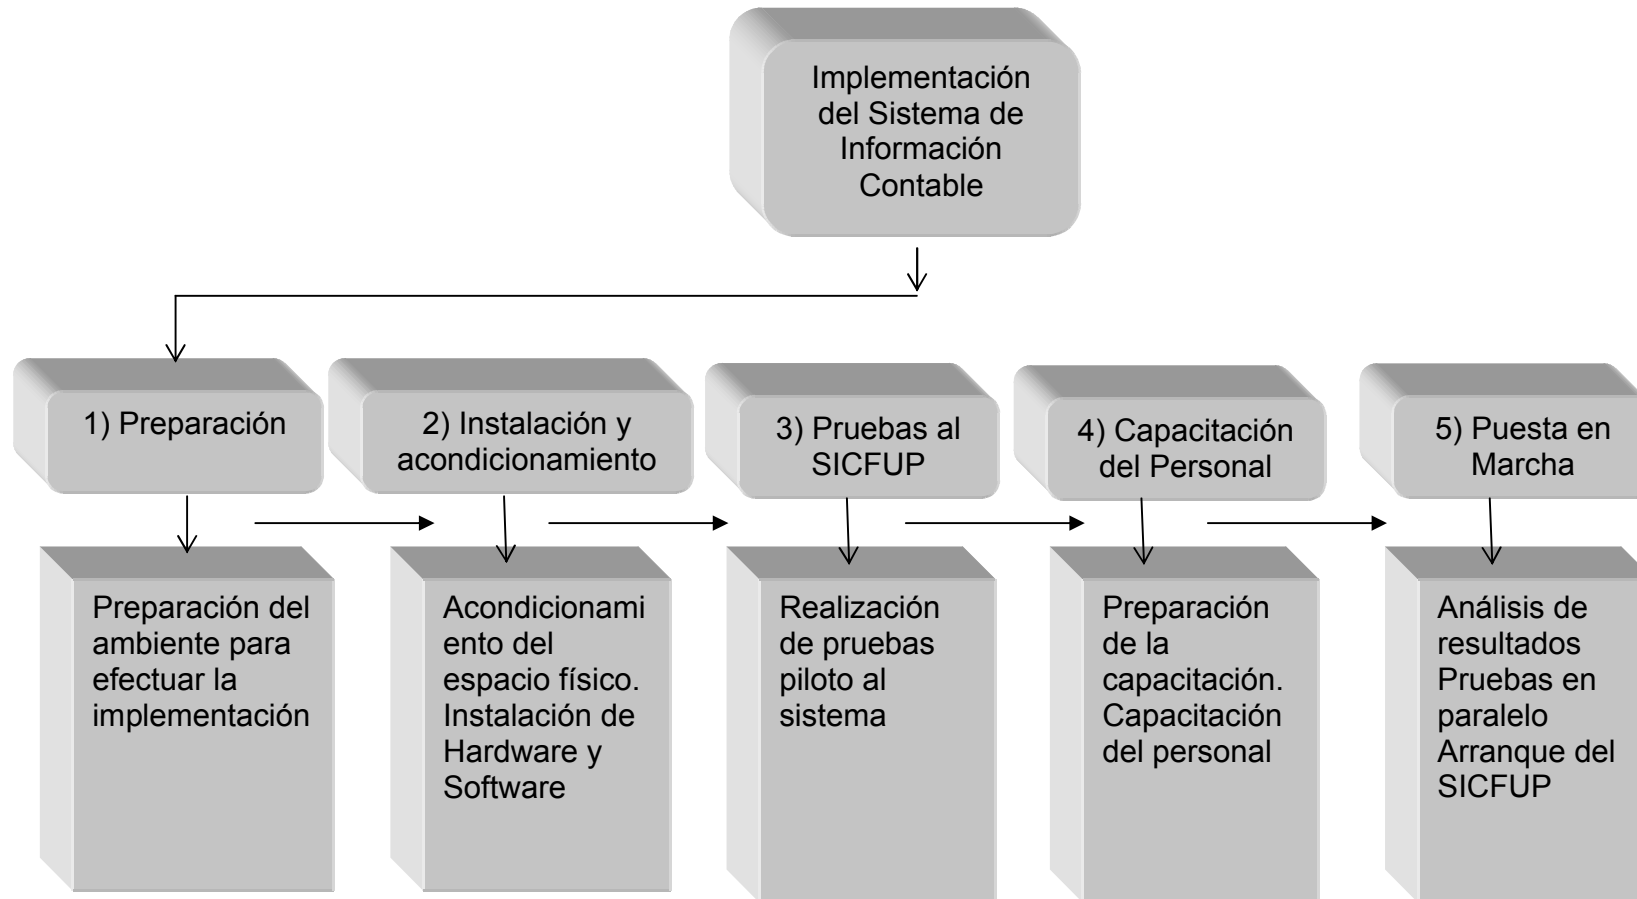 Implementación
del Sistema de
Información
Contable
1) Preparación
2) Instalación y
acondicionamiento
3) Pruebas al
SICFUP
4) Capacitación
del Personal
5) Puesta en
Marcha
Preparación del
ambiente para
efectuar la
implementación
Acondicionami
ento del
espacio físico.
Instalación de
Hardware y
Software
Realización
de pruebas
piloto al
sistema
Preparación
de la
capacitación.
Capacitación
del personal
Análisis de
resultados
Pruebas en
paralelo
Arranque del
SICFUP